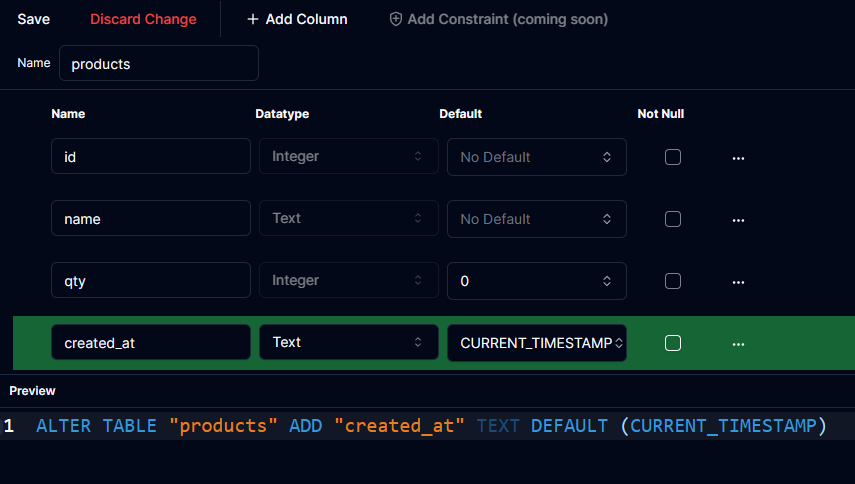 Save Discard Change + Add Column Add Constraint (coming soon)
Name products
Name Datatype Default Not Null
id Integer No Default ...
name Text No Default ...
qty Integer 0 ...
created_at Text CURRENT_TIMESTAMP ...
Preview
1 ALTER TABLE "products" ADD "created_at" TEXT DEFAULT (CURRENT_TIMESTAMP)